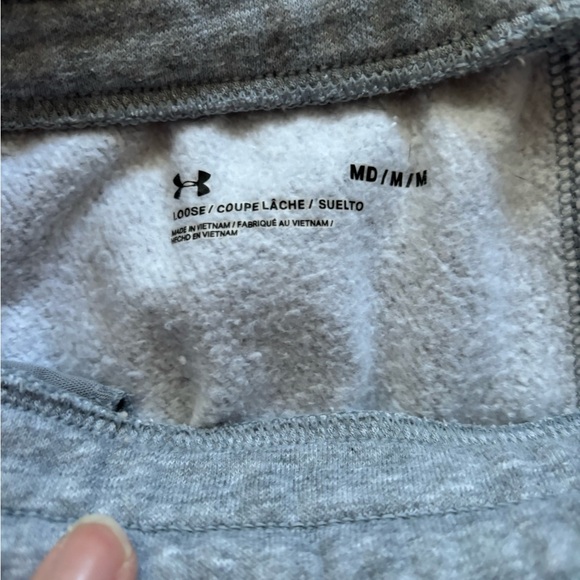 MD/M/M
LOOSE / COUPE LÂCHE / SUELTO
MADE IN VIETNAM / FABRIQUÉ AU VIETNAM /
HECHO EN VIETNAM